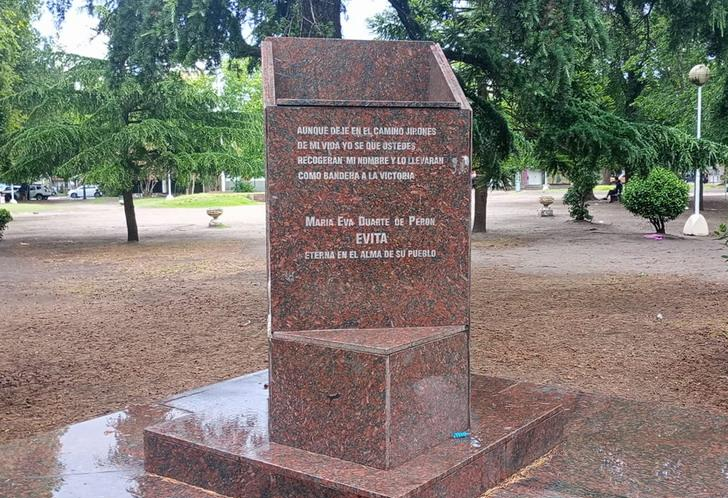 AUNQUE DEJE EN EL CAMINO JIRONES
DE MI VIDA YO SE QUE USTEDES
RECOGERAN MI NOMBRE Y LO LLEVARAN
COMO BANDERA A LA VICTORIA
MARIA EVA DUARTE DE PERON
EVITA
ETERNA EN EL ALMA DE SU PUEBLO